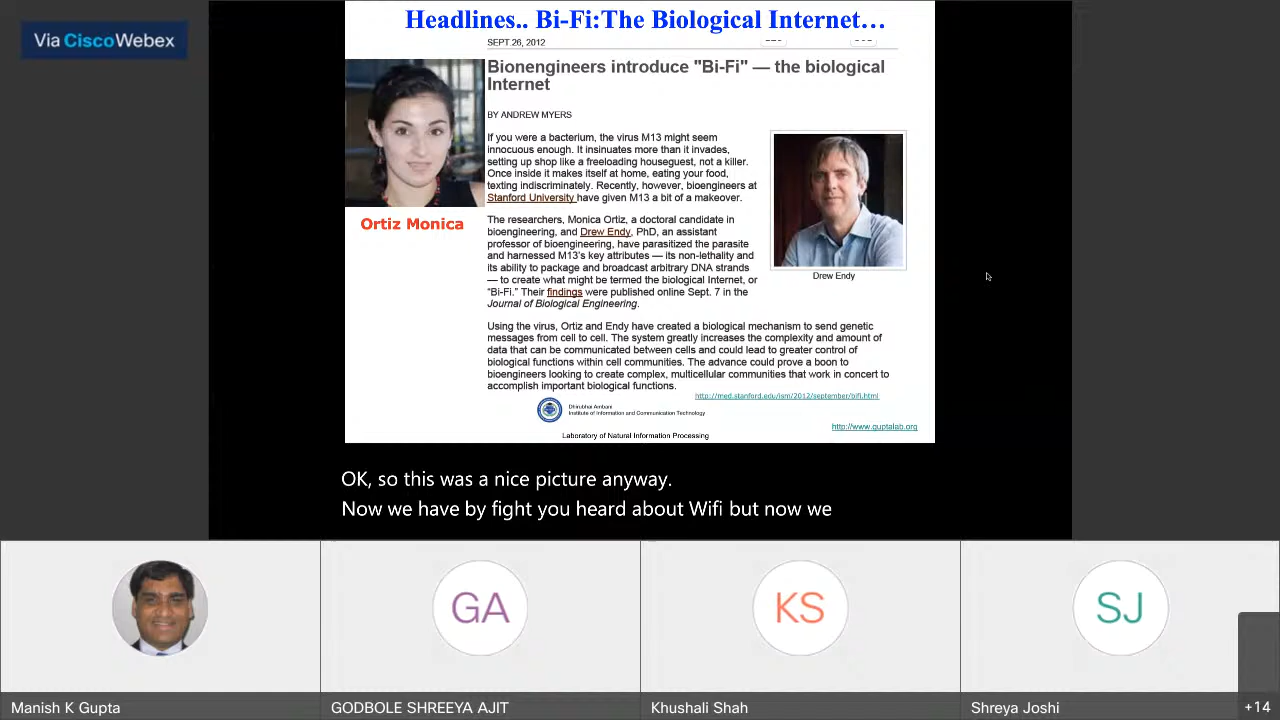 Via Cisco Webex
Headlines.. Bi-Fi:The Biological Internet…
SEPT.26, 2012
Bionengineers introduce "Bi-Fi" — the biological
Internet
BY ANDREW MYERS
If you were a bacterium, the virus M13 might seem
innocuous enough. It insinuates more than it invades,
setting up shop like a freeloading houseguest, not a killer.
Once inside it makes itself at home, eating your food,
texting indiscriminately. Recently, however, bioengineers at
Stanford University have given M13 a bit of a makeover.
Ortiz Monica
The researchers, Monica Ortiz, a doctoral candidate in
bioengineering, and Drew Endy, PhD, an assistant
professor of bioengineering, have parasitized the parasite
and harnessed M13's key attributes — its non-lethality and
its ability to package and broadcast arbitrary DNA strands
— to create what might be termed the biological Internet, or
"Bi-Fi." Their findings were published online Sept. 7 in the
Journal of Biological Engineering.
Drew Endy
Using the virus, Ortiz and Endy have created a biological mechanism to send genetic
messages from cell to cell. The system greatly increases the complexity and amount of
data that can be communicated between cells and could lead to greater control of
biological functions within cell communities. The advance could prove a boon to
bioengineers looking to create complex, multicellular communities that work in concert to
accomplish important biological functions.
http://med.stanford.edu/ism/2012/september/bifi.html
Dhirubhai Ambani
Institute of Information and Communication Technology
http://www.guptalab.org
Laboratory of Natural Information Processing
OK, so this was a nice picture anyway.
Now we have by fight you heard about Wifi but now we
GA
KS
SJ
Manish K Gupta
GODBOLE SHREEYA AJIT
Khushali Shah
Shreya Joshi
+14